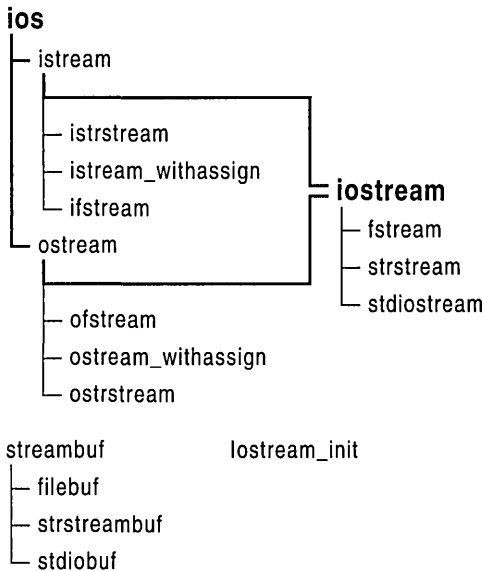 ios
istream
istrstream
istream_withassign
ifstream
iostream
fstream
strstream
stdiostream
ostream
ofstream
ostream_withassign
ostrstream
streambuf
filebuf
strstreambuf
stdiobuf
Iostream_init